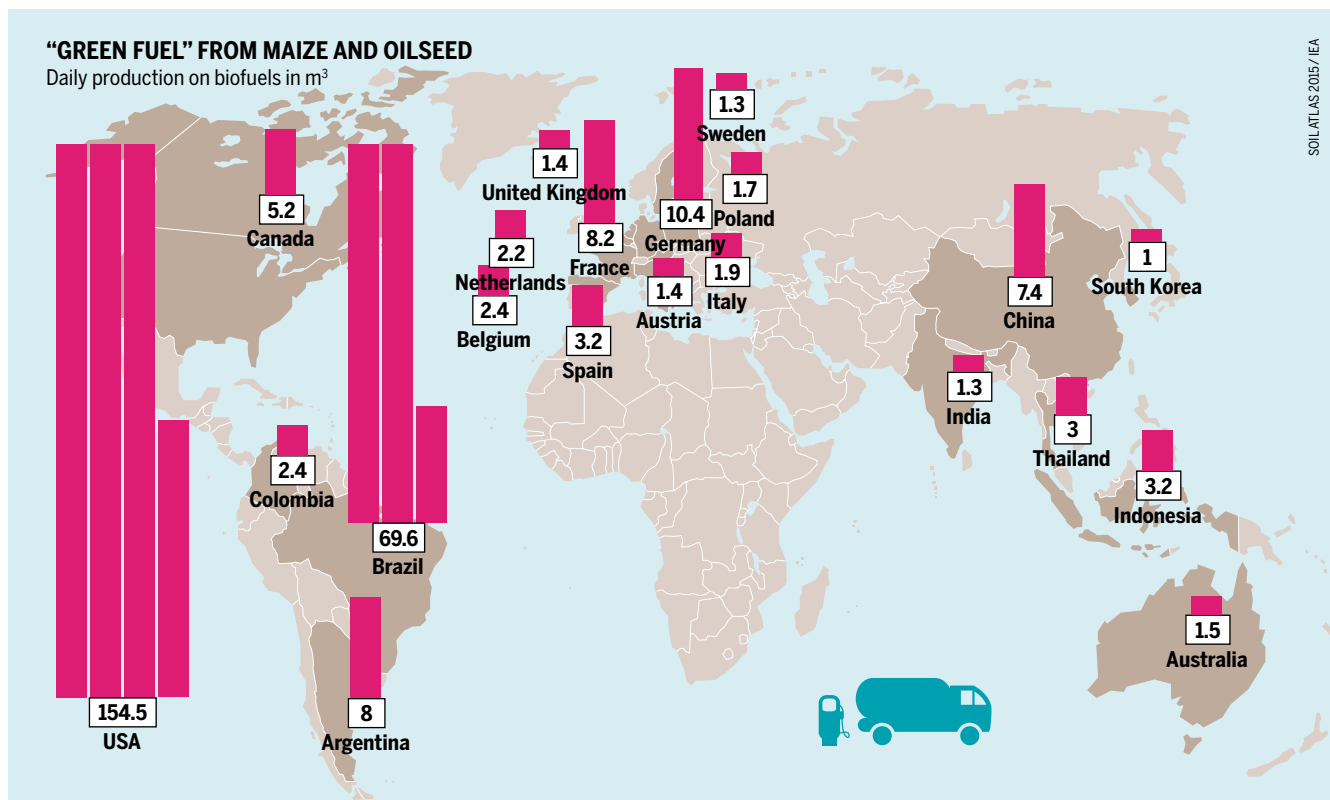 “GREEN FUEL” FROM MAIZE AND OILSEED
Daily production on biofuels in m³
SOIL ATLAS 2015 / IEA
154.5
USA
5.2
Canada
2.4
Colombia
69.6
Brazil
8
Argentina
1.4
United Kingdom
2.2
Netherlands
2.4
Belgium
8.2
France
3.2
Spain
10.4
Germany
1.3
Sweden
1.7
Poland
1.9
Italy
1.4
Austria
7.4
China
1
South Korea
1.3
India
3
Thailand
3.2
Indonesia
1.5
Australia